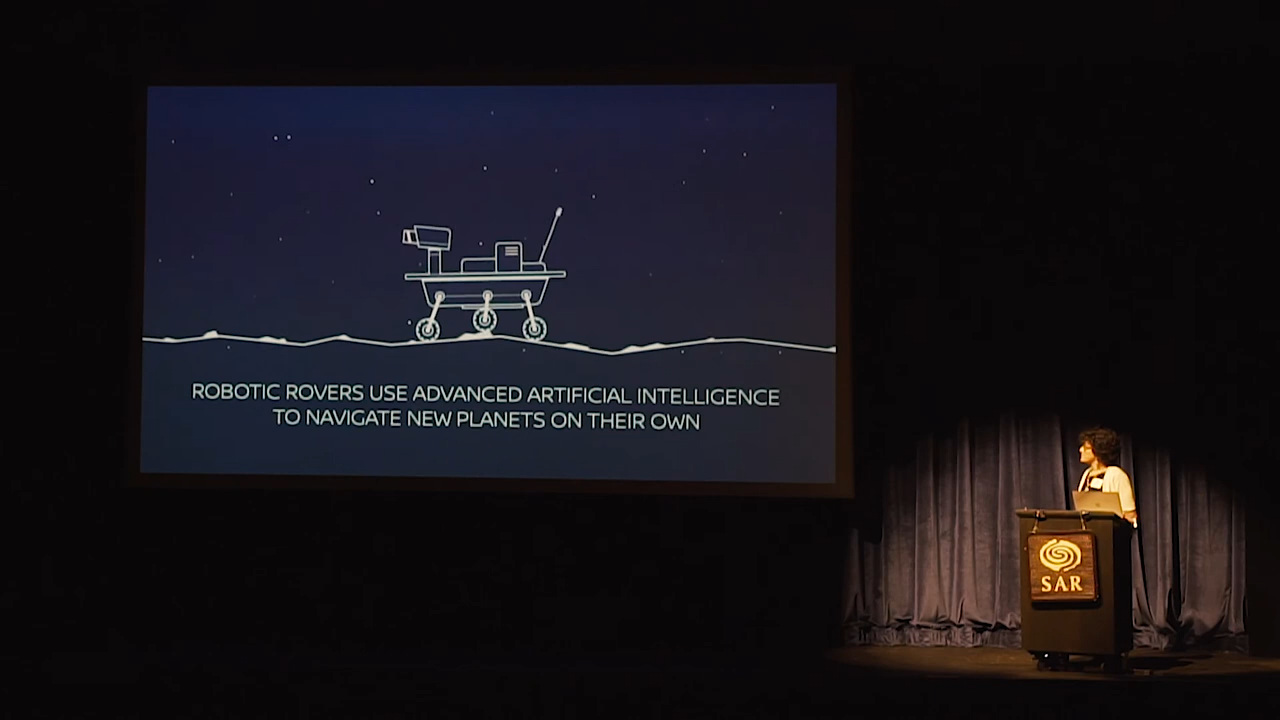 ROBOTIC ROVERS USE ADVANCED ARTIFICIAL INTELLIGENCE
TO NAVIGATE NEW PLANETS ON THEIR OWN
SAR